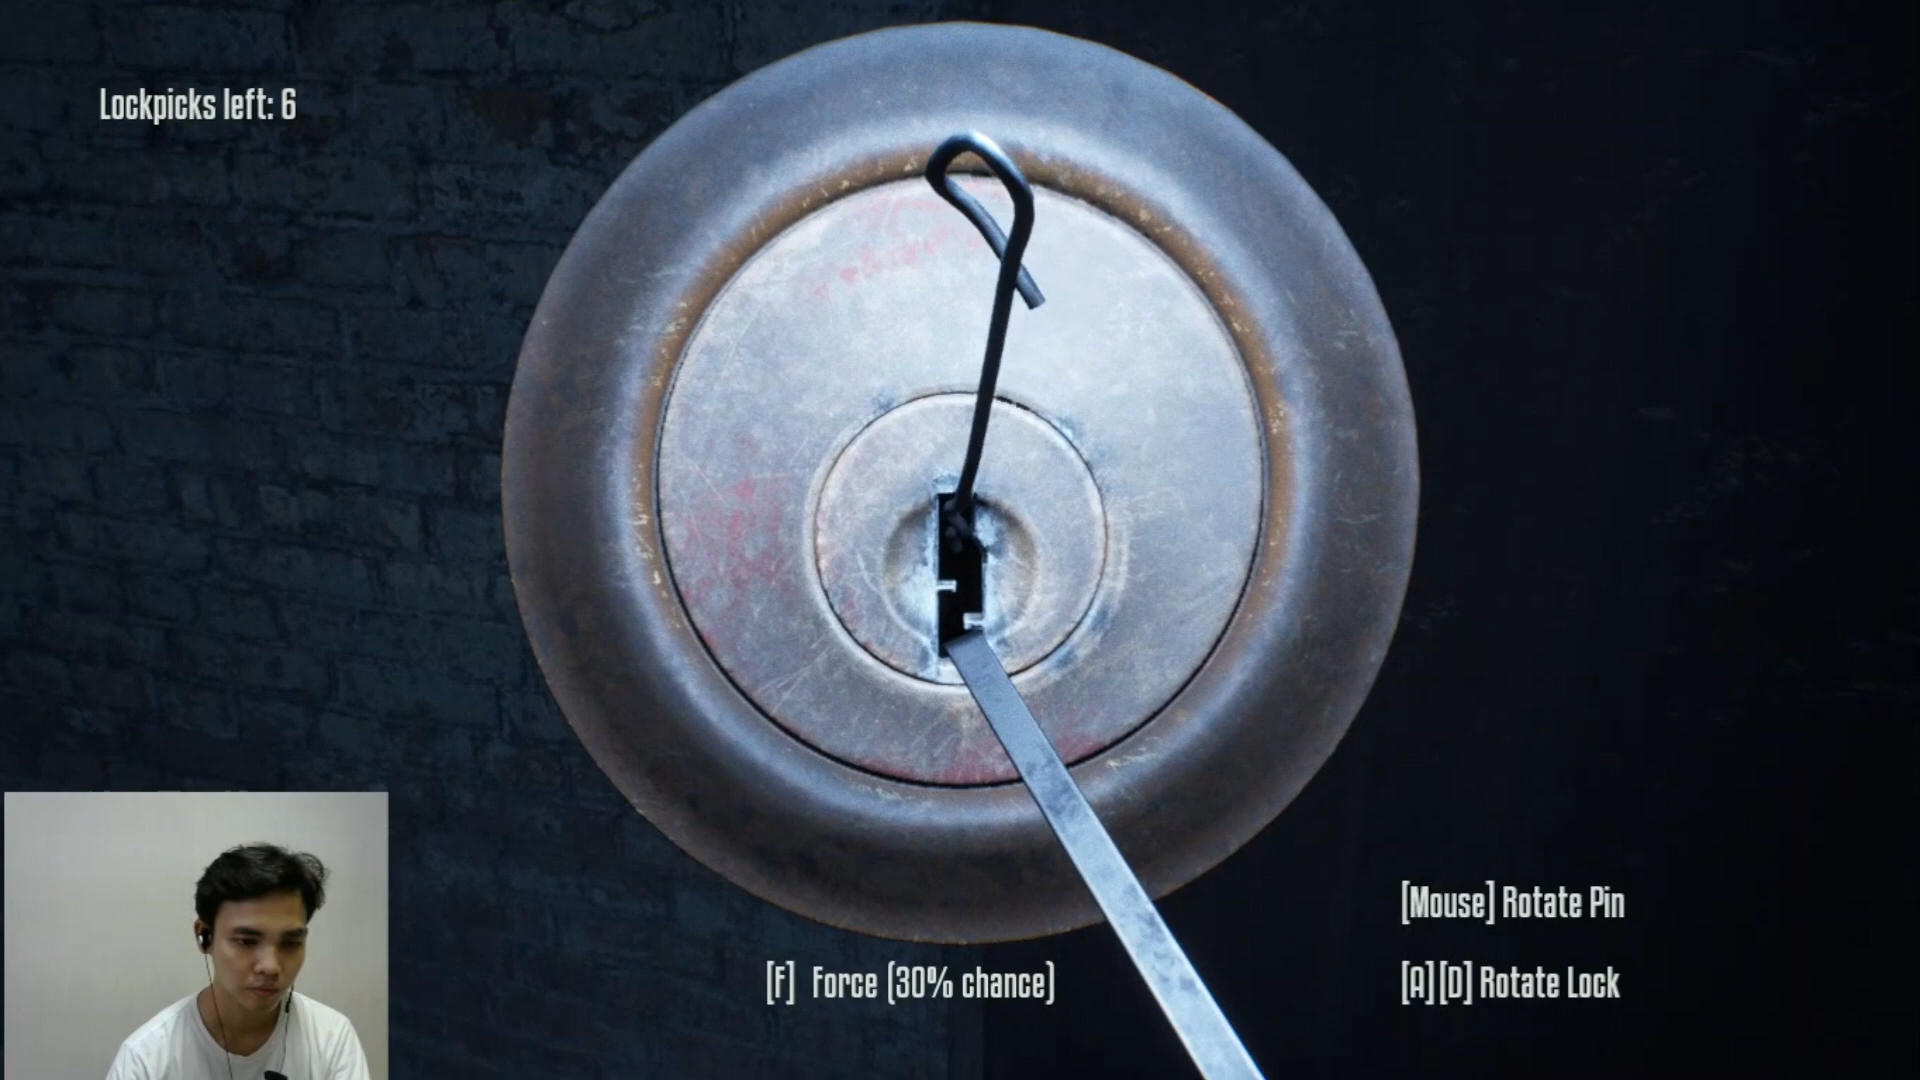 Lockpicks left: 6
[Mouse] Rotate Pin
[F] Force (30% chance)
[A][D] Rotate Lock